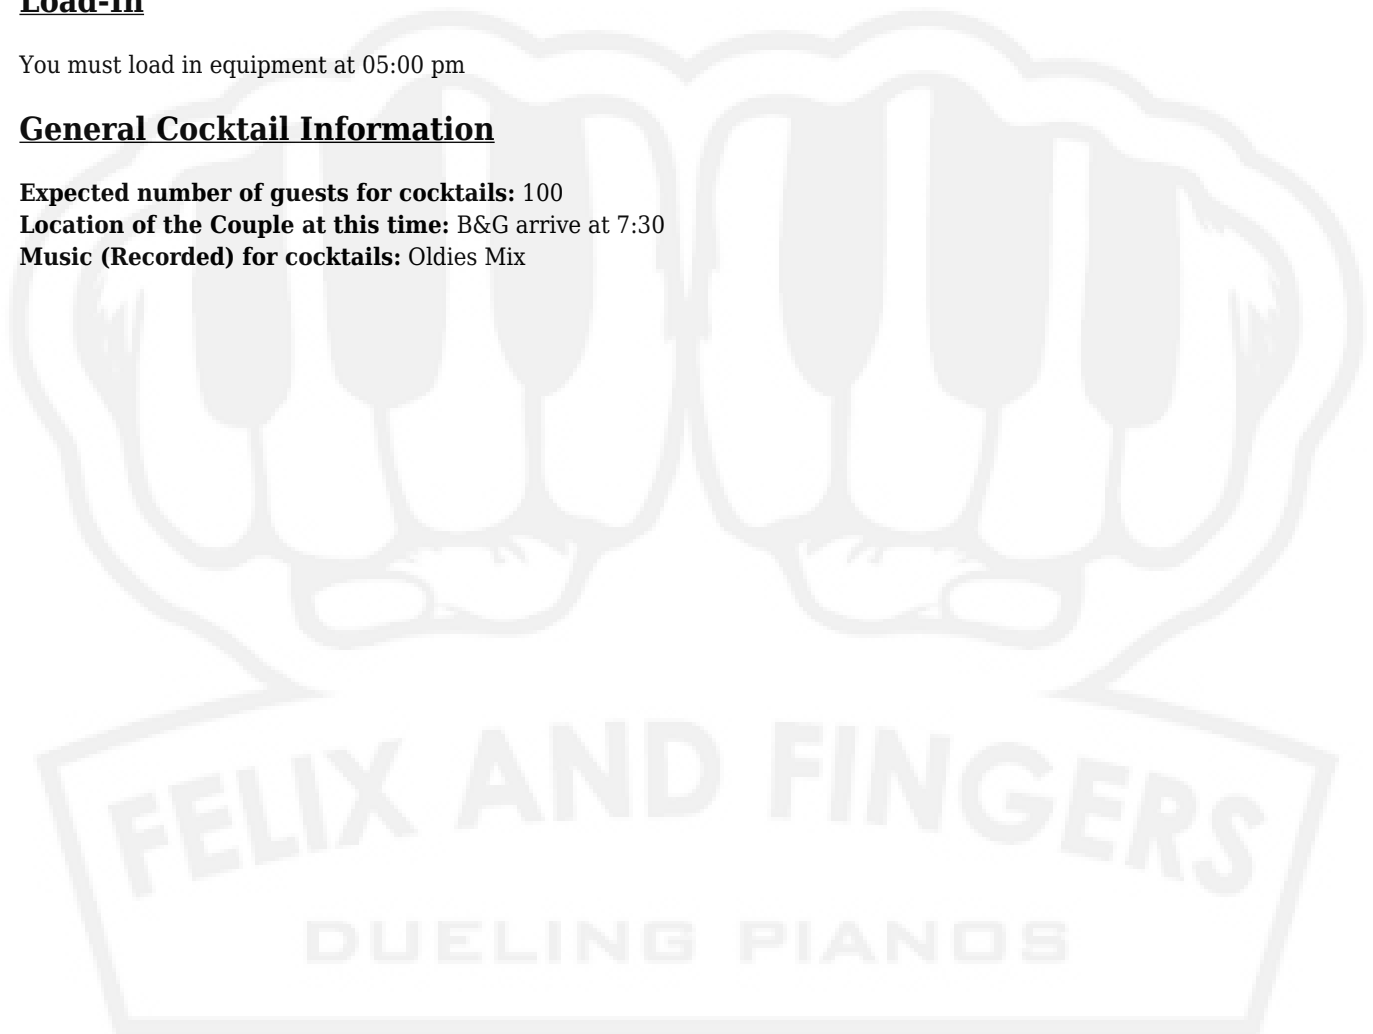 Load-In
You must load in equipment at 05:00 pm
General Cocktail Information
Expected number of guests for cocktails: 100
Location of the Couple at this time: B&G arrive at 7:30
Music (Recorded) for cocktails: Oldies Mix
FELIX AND FINGERS
DUELING PIANOS